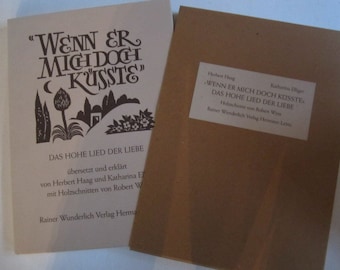 "WENN ER
MICH DOCH
KÜSSTE"
DAS HOHE LIED DER LIEBE
übersetzt und erklärt
von Herbert Haag und Katharina
mit Holzschnitten von Robert
Rainer Wunderlich Verlag
Herbert Haag Katharina Elliger
»WENN ER MICH DOCH KÜSSTE«
DAS HOHE LIED DER LIEBE
Holzschnitten von Robert Wyss
Rainer Wunderlich Verlag Hermann Leins